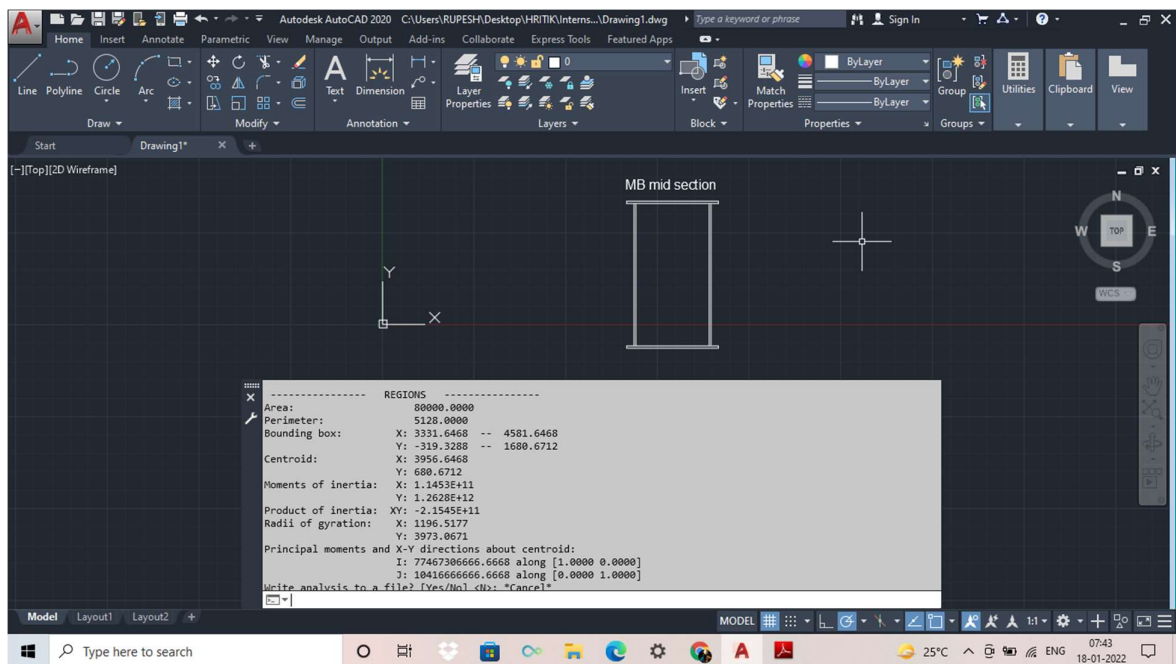 Autodesk AutoCAD 2020 C:\Users\RUPESH\Desktop\HRITIK\Interns...\Drawing1.dwg Type a keyword or phrase Sign In
Home Insert Annotate Parametric View Manage Output Add-ins Collaborate Express Tools Featured Apps
0 ByLayer
Line Polyline Circle Arc Text Dimension Layer Properties Insert Match Properties ByLayer Group Utilities Clipboard View
ByLayer
Draw Modify Annotation Layers Block Properties Groups
Start Drawing1* +
[−][Top][2D Wireframe]
MB mid section
N
W TOP E
S
WCS
Y
X
---------------- REGIONS ----------------
Area: 80000.0000
Perimeter: 5128.0000
Bounding box: X: 3331.6468 -- 4581.6468
Y: -319.3288 -- 1680.6712
Centroid: X: 3956.6468
Y: 680.6712
Moments of inertia: X: 1.1453E+11
Y: 1.2628E+12
Product of inertia: XY: -2.1545E+11
Radii of gyration: X: 1196.5177
Y: 3973.0671
Principal moments and X-Y directions about centroid:
I: 77467306666.6668 along [1.0000 0.0000]
J: 10416666666.6668 along [0.0000 1.0000]
Write analysis to a file? [Yes/No] <N>: *Cancel*
Model Layout1 Layout2 + MODEL 1:1
Type here to search 25°C ENG 07:43
18-01-2022